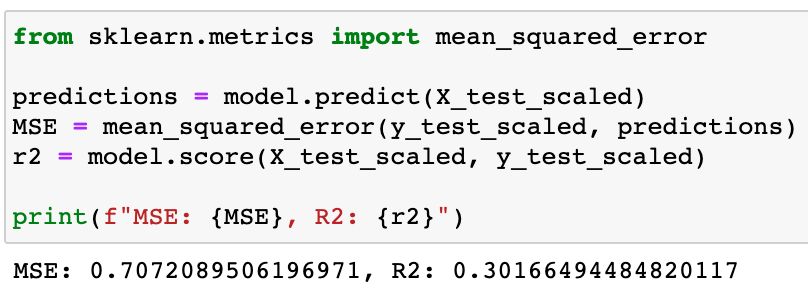 from sklearn.metrics import mean_squared_error
predictions = model.predict(X_test_scaled)
MSE = mean_squared_error(y_test_scaled, predictions)
r2 = model.score(X_test_scaled, y_test_scaled)
print(f"MSE: {MSE}, R2: {r2}")
MSE: 0.7072089506196971, R2: 0.30166494484820117